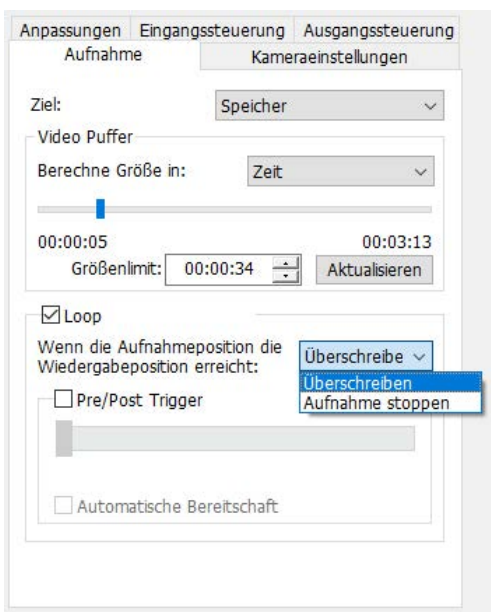 Anpassungen Eingangssteuerung Ausgangssteuerung
Aufnahme Kameraeinstellungen
Ziel: Speicher
Video Puffer
Berechne Größe in: Zeit
00:00:05 00:03:13
Größenlimit: 00:00:34 Aktualisieren
Loop
Wenn die Aufnahmeposition die
Wiedergabeposition erreicht: Überschreibe
Überschreiben
Aufnahme stoppen
Pre/Post Trigger
Automatische Bereitschaft